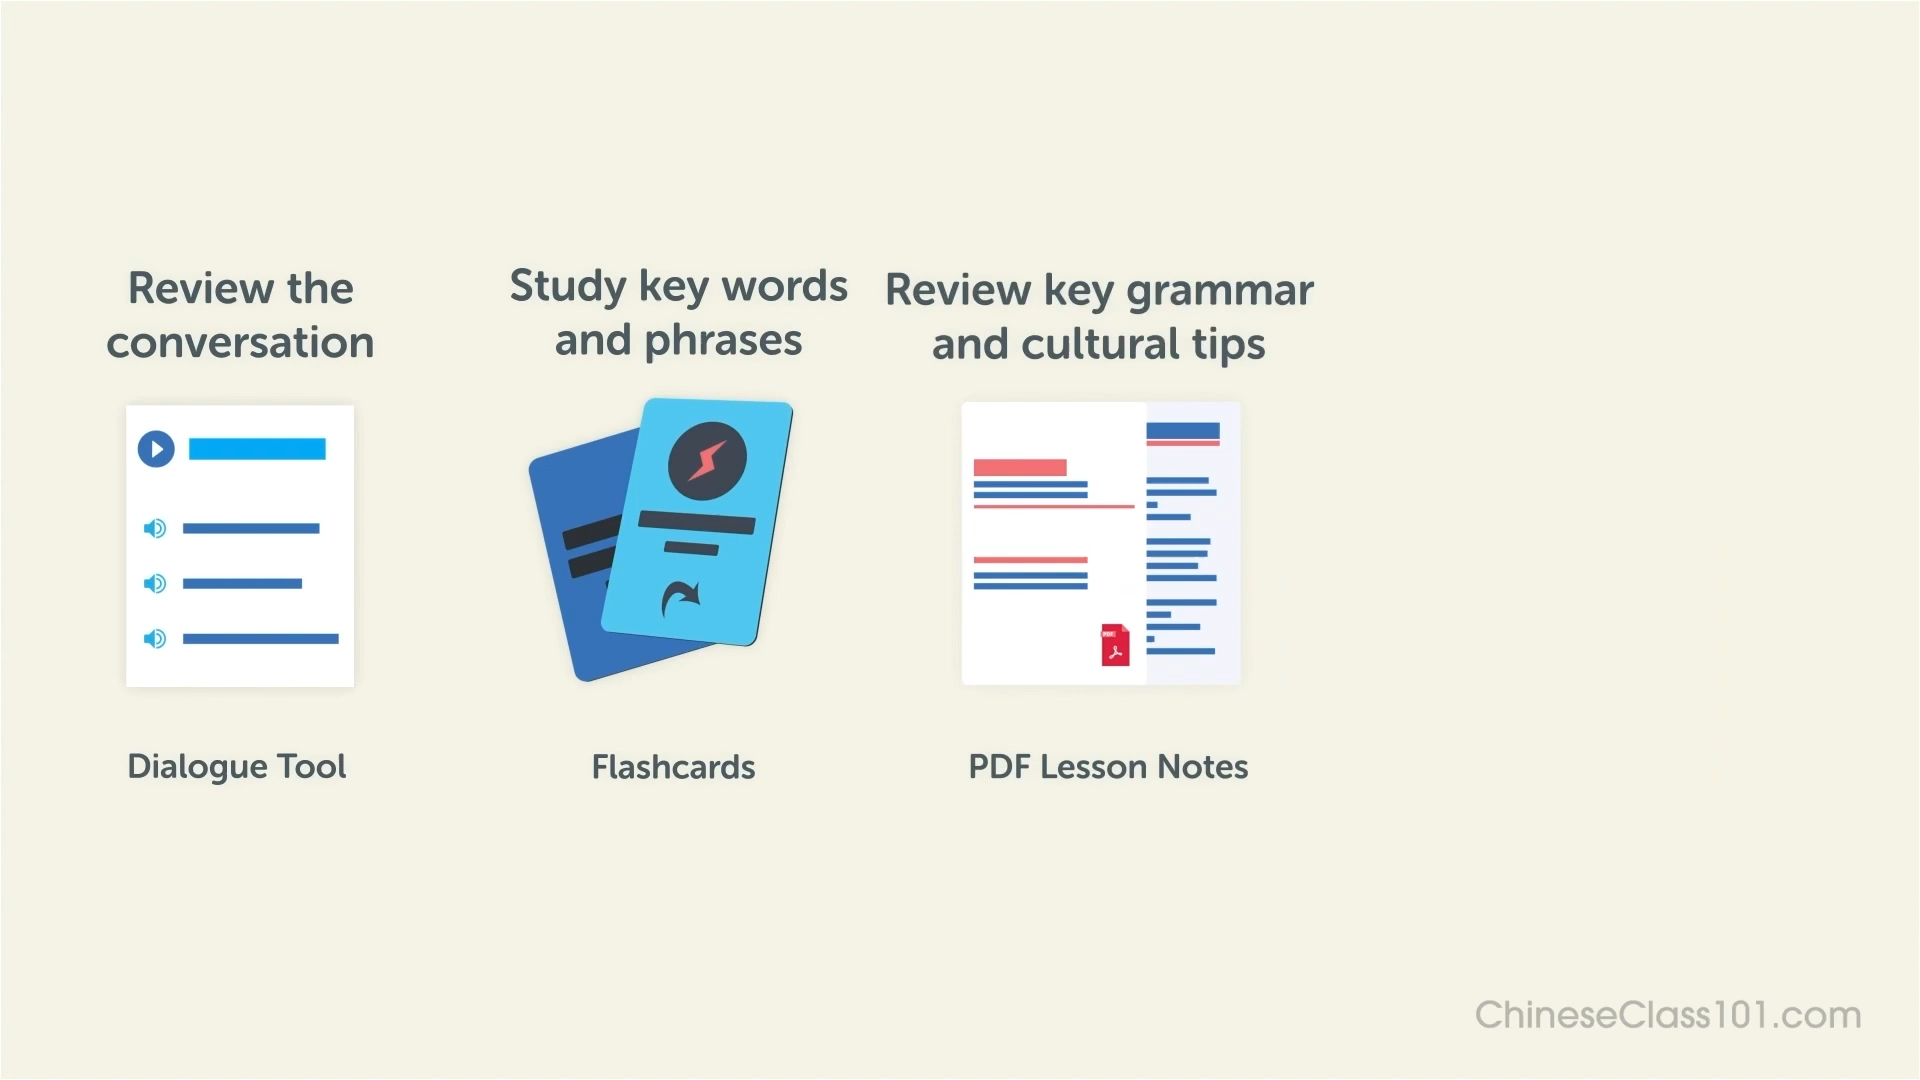 Review the
conversation
Study key words
and phrases
Review key grammar
and cultural tips
PDF
Dialogue Tool
Flashcards
PDF Lesson Notes
ChineseClass101.com